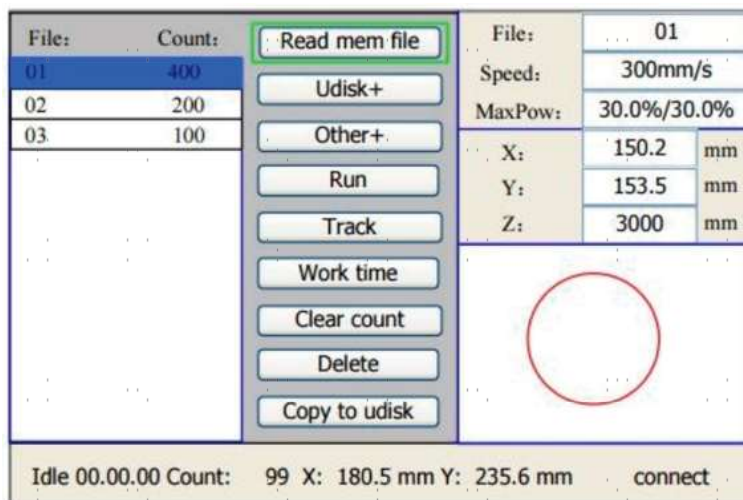 File: Count:
01 400
02 200
03 100
Read mem file
Udisk+
Other+
Run
Track
Work time
Clear count
Delete
Copy to udisk
File: 01
Speed: 300mm/s
MaxPow: 30.0%/30.0%
X: 150.2 mm
Y: 153.5 mm
Z: 3000 mm
Idle 00.00.00 Count: 99 X: 180.5 mm Y: 235.6 mm connect